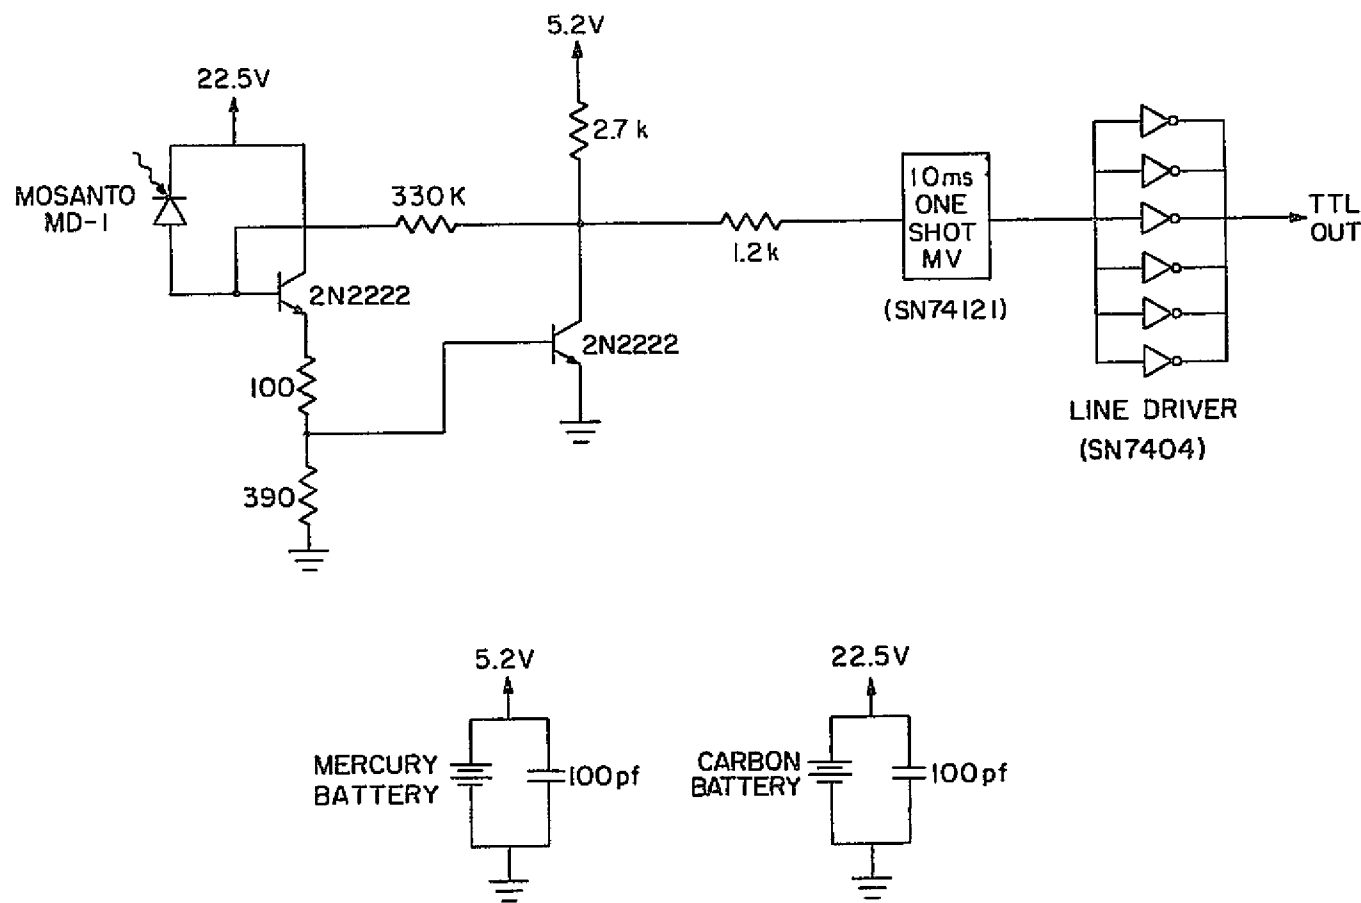 5.2V
22.5V
2.7 k
MOSANTO
MD-1
330K
1.2k
10ms
ONE
SHOT
MV
(SN74121)
TTL
OUT
2N2222
2N2222
100
390
LINE DRIVER
(SN7404)
5.2V
MERCURY
BATTERY
100pf
22.5V
CARBON
BATTERY
100pf